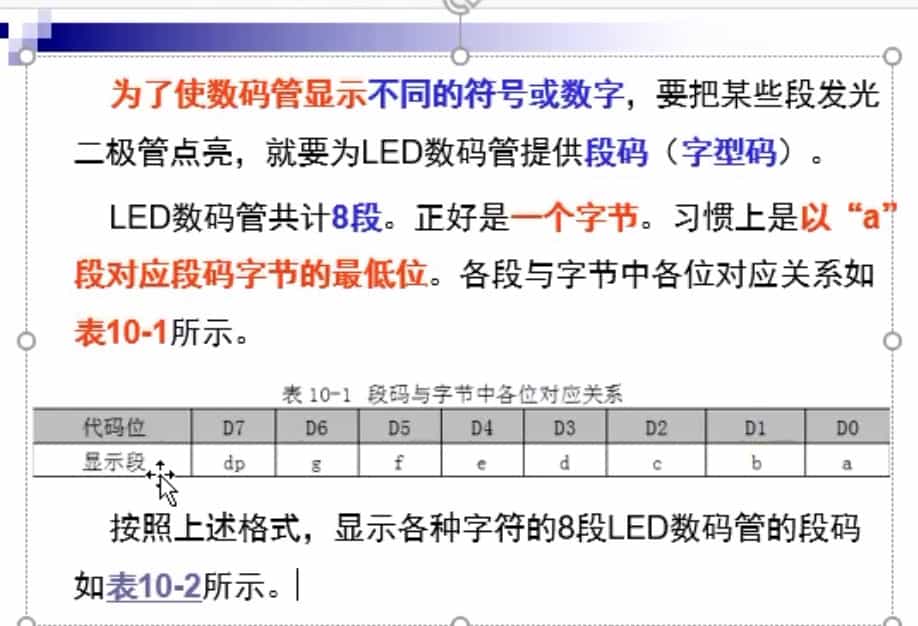 为了使数码管显示不同的符号或数字，要把某些段发光
二极管点亮，就要为LED数码管提供段码（字型码）。
LED数码管共计8段。正好是一个字节。习惯上是以“a”
段对应段码字节的最低位。各段与字节中各位对应关系如
表10-1所示。
表 10-1 段码与字节中各位对应关系
代码位 D7 D6 D5 D4 D3 D2 D1 D0
显示段 dp g f e d c b a
按照上述格式，显示各种字符的8段LED数码管的段码
如表10-2所示。